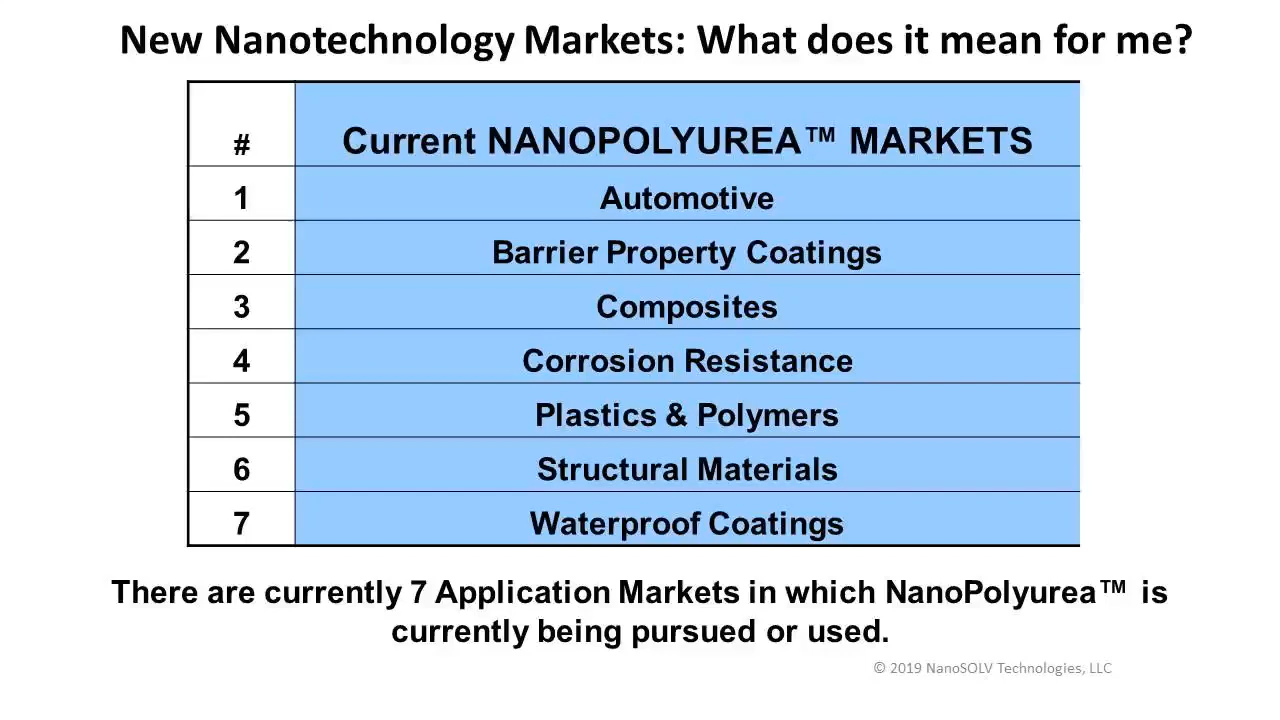 New Nanotechnology Markets: What does it mean for me?
# Current NANOPOLYUREA™ MARKETS
1 Automotive
2 Barrier Property Coatings
3 Composites
4 Corrosion Resistance
5 Plastics & Polymers
6 Structural Materials
7 Waterproof Coatings
There are currently 7 Application Markets in which NanoPolyurea™ is
currently being pursued or used.
© 2019 NanoSOLV Technologies, LLC